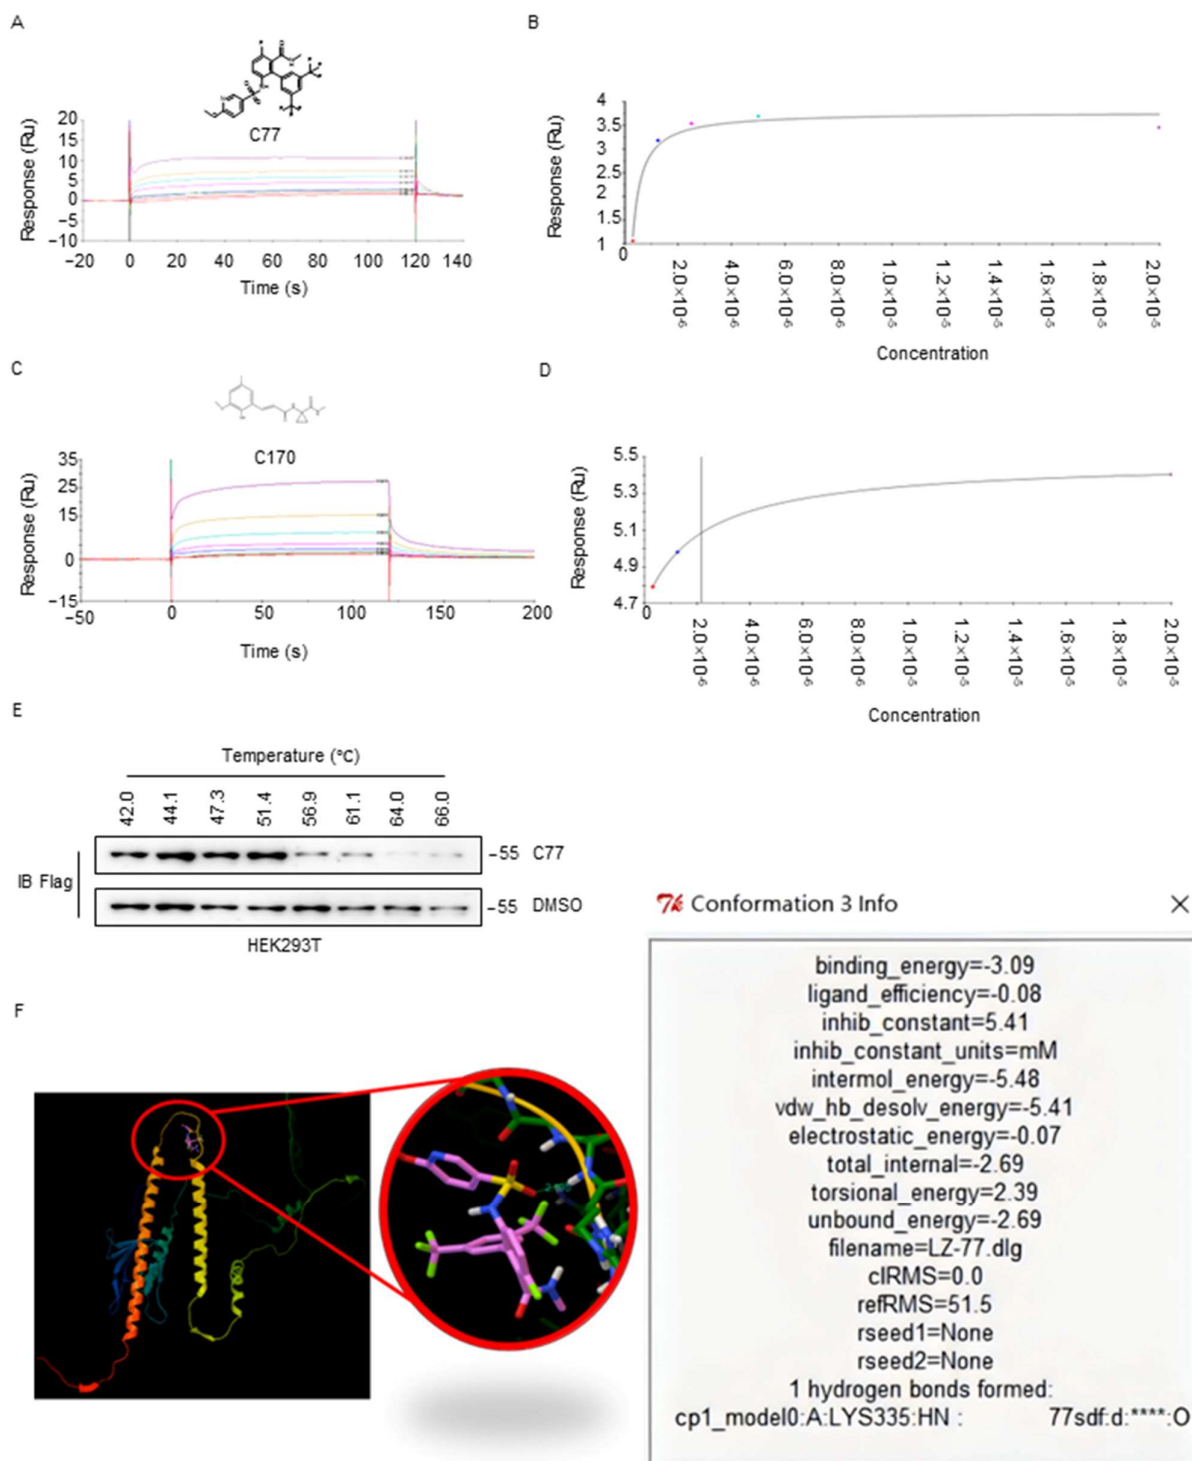 A
C77
Response (Ru)
20
15
10
5
0
−5
−10
−20
0
20
40
60
80
100
120
140
Time (s)
B
Response (Ru)
4
3.5
3
2.5
2
1.5
1
0
2.0×10-6
4.0×10-6
6.0×10-6
8.0×10-6
1.0×10-5
1.2×10-5
1.4×10-5
1.6×10-5
1.8×10-5
2.0×10-5
Concentration
C
C170
Response (Ru)
35
25
15
0
−15
−50
0
50
100
150
200
Time (s)
D
Response (Ru)
5.5
5.3
5.1
4.9
4.7
0
2.0×10-6
4.0×10-6
6.0×10-6
8.0×10-6
1.0×10-5
1.2×10-5
1.4×10-5
1.6×10-5
1.8×10-5
2.0×10-5
Concentration
E
Temperature (°C)
42.0 44.1 47.3 51.4 56.9 61.1 64.0 66.0
IB Flag
−55 C77
−55 DMSO
HEK293T
F
Conformation 3 Info
binding_energy=-3.09
ligand_efficiency=-0.08
inhib_constant=5.41
inhib_constant_units=mM
intermol_energy=-5.48
vdw_hb_desolv_energy=-5.41
electrostatic_energy=-0.07
total_internal=-2.69
torsional_energy=2.39
unbound_energy=-2.69
filename=LZ-77.dlg
clRMS=0.0
refRMS=51.5
rseed1=None
rseed2=None
1 hydrogen bonds formed:
cp1_model0:A:LYS335:HN : 77sdf:d:****:O